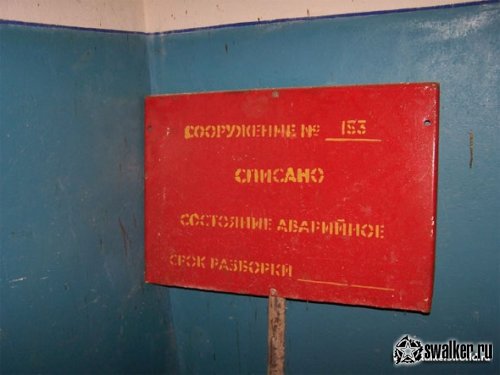 СООРУЖЕНИЕ № 153
СПИСАНО
СОСТОЯНИЕ АВАРИЙНОЕ
СРОК РАЗБОРКИ
swalker.ru